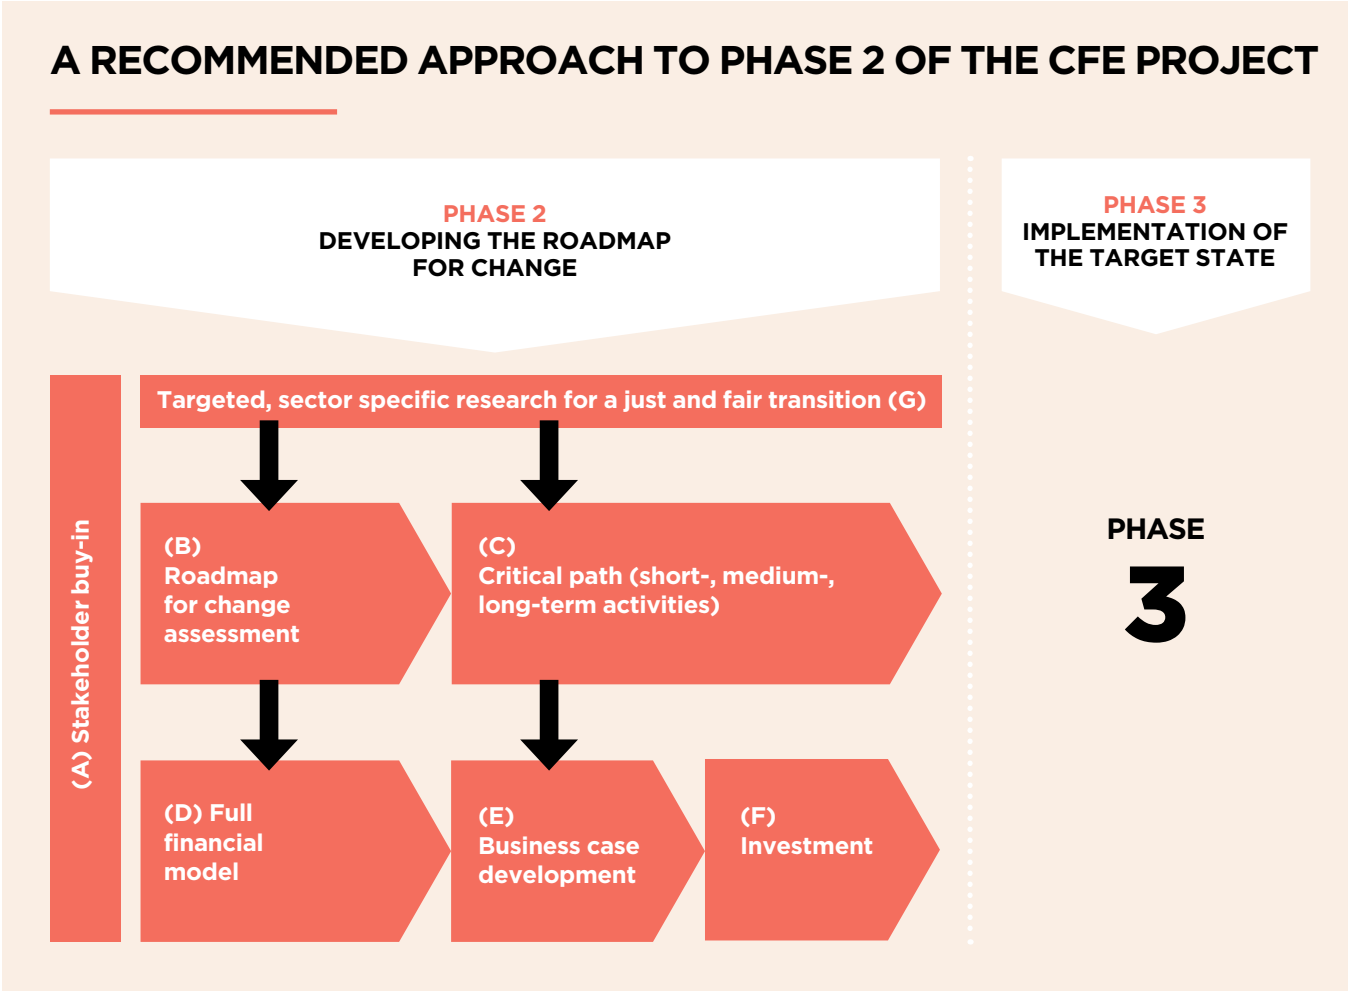 A RECOMMENDED APPROACH TO PHASE 2 OF THE CFE PROJECT
PHASE 2
DEVELOPING THE ROADMAP
FOR CHANGE
PHASE 3
IMPLEMENTATION OF
THE TARGET STATE
(A) Stakeholder buy-in
Targeted, sector specific research for a just and fair transition (G)
(B)
Roadmap
for change
assessment
(C)
Critical path (short-, medium-,
long-term activities)
(D) Full
financial
model
(E)
Business case
development
(F)
Investment
PHASE
3